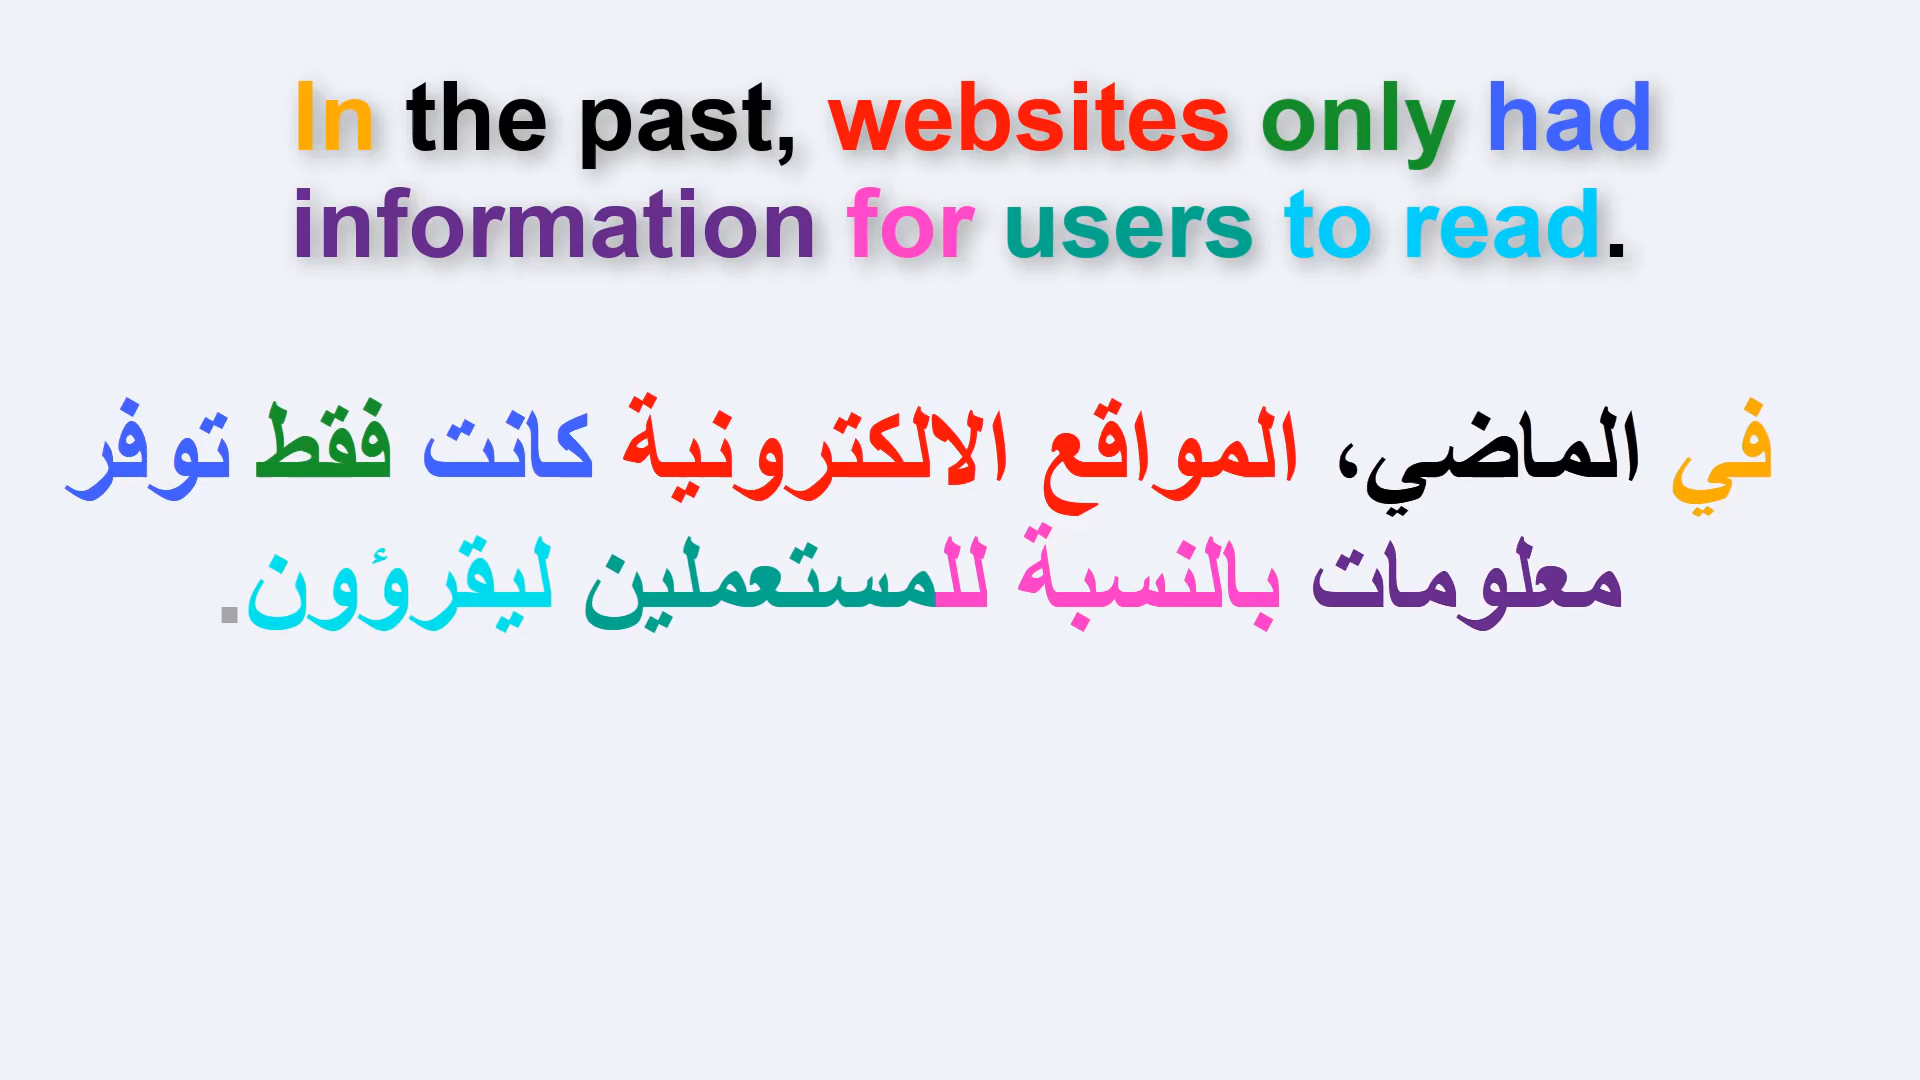 In the past, websites only had
information for users to read.
في الماضي، المواقع الالكترونية كانت فقط توفر
معلومات بالنسبة للمستعملين ليقرؤون.